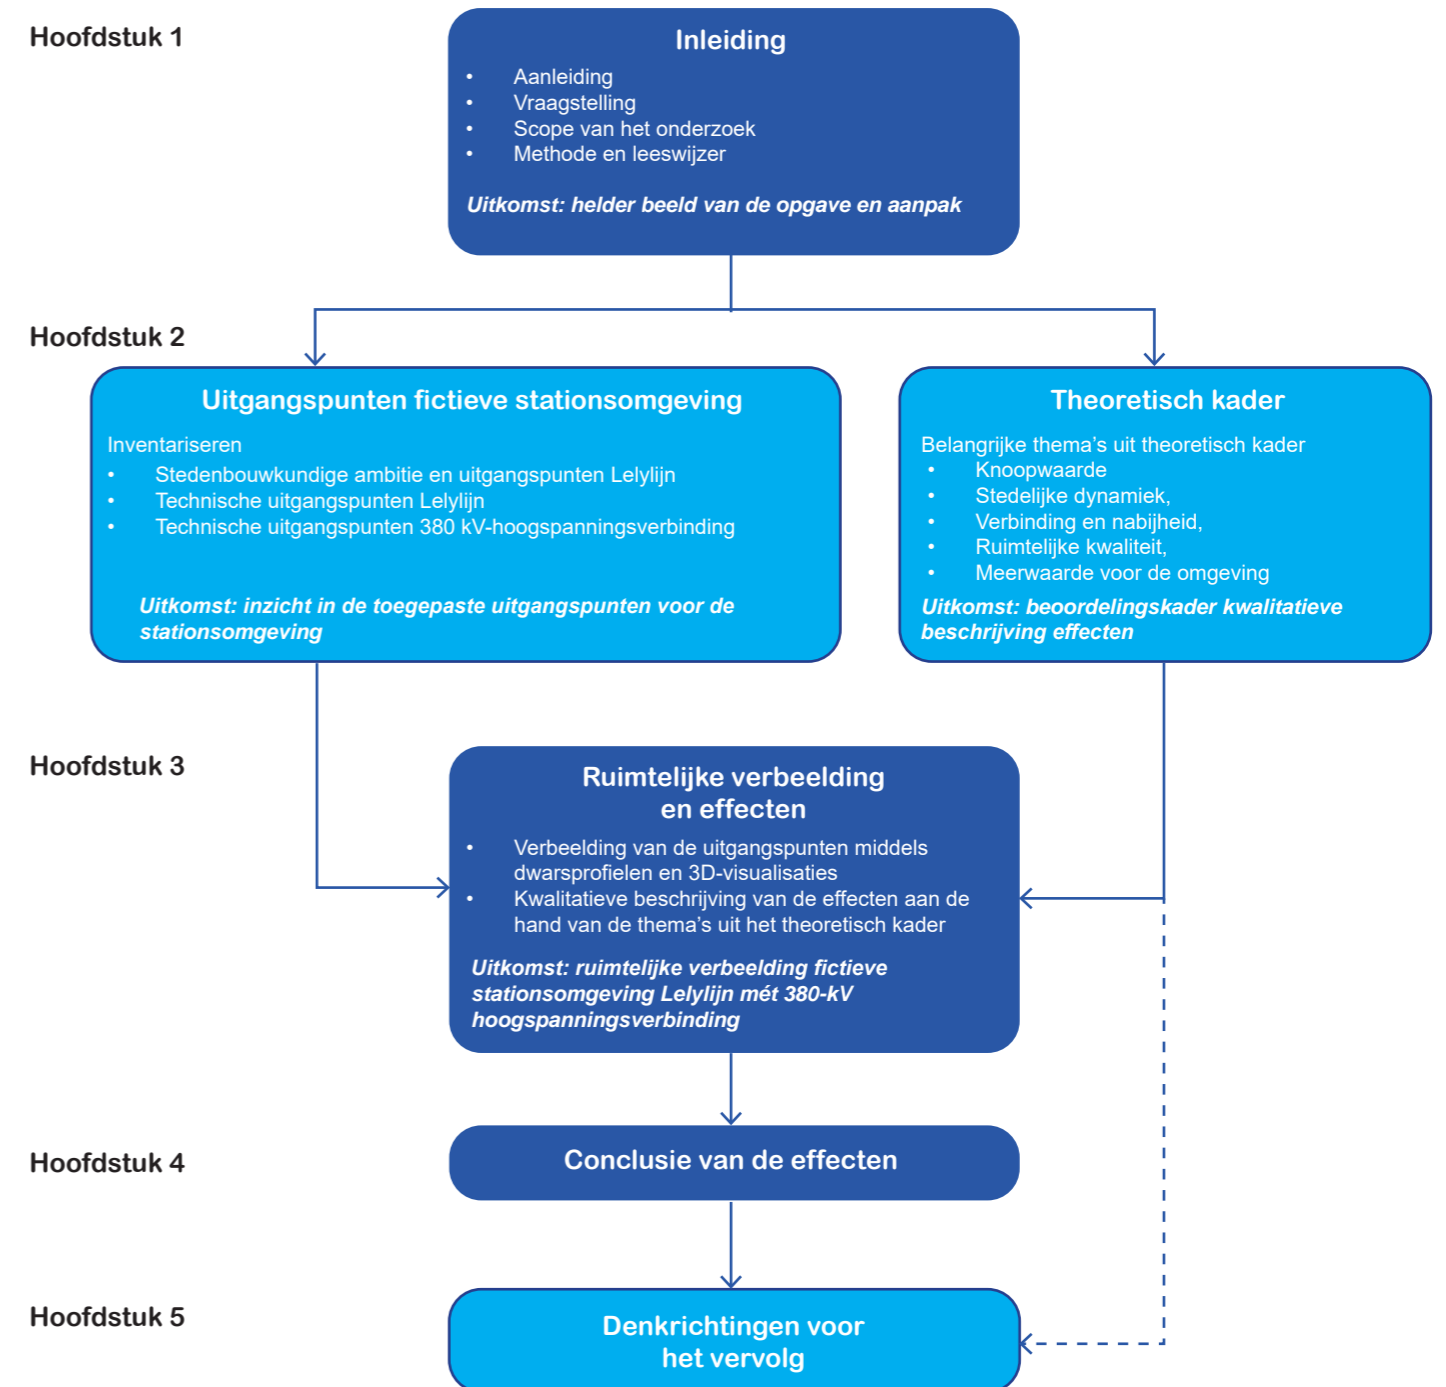 Hoofdstuk 1
Inleiding
• Aanleiding
• Vraagstelling
• Scope van het onderzoek
• Methode en leeswijzer
Uitkomst: helder beeld van de opgave en aanpak
Hoofdstuk 2
Uitgangspunten fictieve stationsomgeving
Inventariseren
• Stedenbouwkundige ambitie en uitgangspunten Lelylijn
• Technische uitgangspunten Lelylijn
• Technische uitgangspunten 380 kV-hoogspanningsverbinding
Uitkomst: inzicht in de toegepaste uitgangspunten voor de
stationsomgeving
Theoretisch kader
Belangrijke thema's uit theoretisch kader
• Knoopwaarde
• Stedelijke dynamiek,
• Verbinding en nabijheid,
• Ruimtelijke kwaliteit,
• Meerwaarde voor de omgeving
Uitkomst: beoordelingskader kwalitatieve
beschrijving effecten
Hoofdstuk 3
Ruimtelijke verbeelding
en effecten
• Verbeelding van de uitgangspunten middels
dwarsprofielen en 3D-visualisaties
• Kwalitatieve beschrijving van de effecten aan de
hand van de thema's uit het theoretisch kader
Uitkomst: ruimtelijke verbeelding fictieve
stationsomgeving Lelylijn mét 380-kV
hoogspanningsverbinding
Hoofdstuk 4
Conclusie van de effecten
Hoofdstuk 5
Denkrichtingen voor
het vervolg